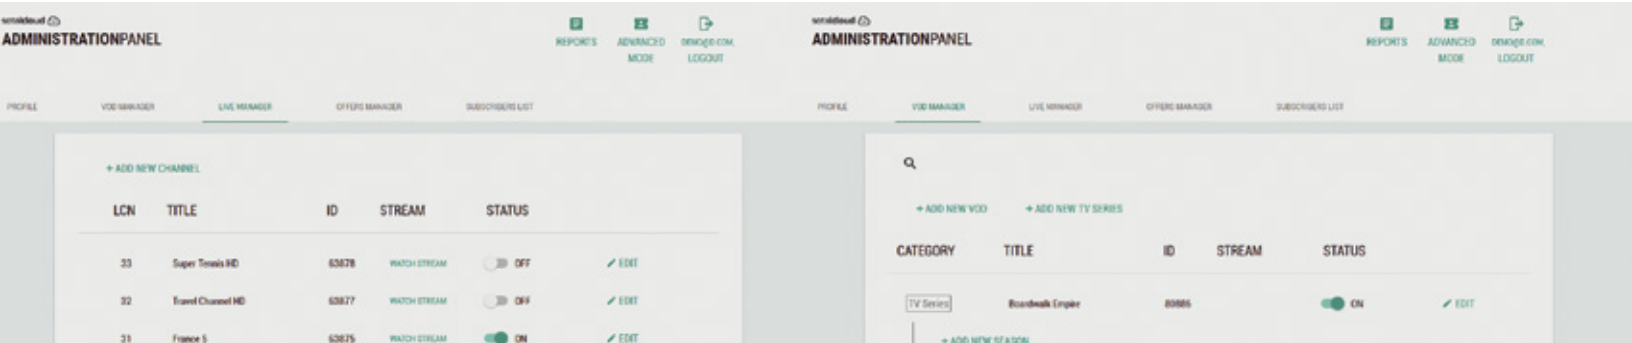 sensicloud
ADMINISTRATIONPANEL
REPORTS
ADVANCED MODE
LOGOUT
PROFILE
VOD MANAGER
LIVE MANAGER
OFFERS MANAGER
SUBSCRIBERS LIST
+ ADD NEW CHANNEL
LCN TITLE ID STREAM STATUS
33 Super Tennis HD 63878 WATCH STREAM OFF EDIT
32 Travel Channel HD 63877 WATCH STREAM OFF EDIT
31 France 5 63875 WATCH STREAM ON EDIT
ADMINISTRATIONPANEL
REPORTS
ADVANCED MODE
LOGOUT
PROFILE
VOD MANAGER
LIVE MANAGER
OFFERS MANAGER
SUBSCRIBERS LIST
+ ADD NEW VOD + ADD NEW TV SERIES
CATEGORY TITLE ID STREAM STATUS
TV Series Boardwalk Empire ON EDIT
+ ADD NEW SEASON